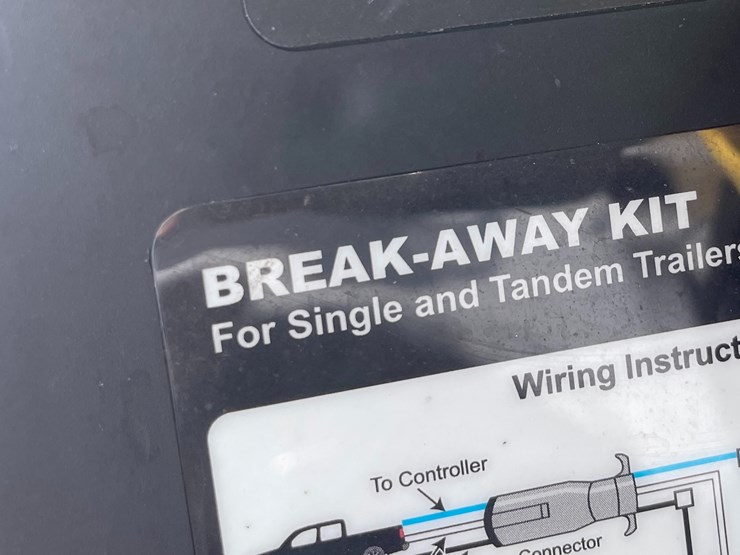 BREAK-AWAY KIT
For Single and Tandem Trailers
Wiring Instruct
To Controller
Connector